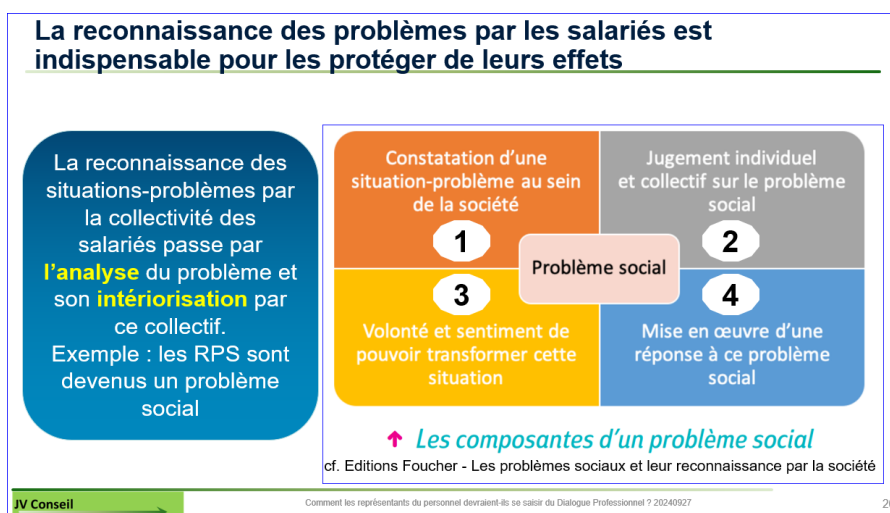 La reconnaissance des problèmes par les salariés est
indispensable pour les protéger de leurs effets
La reconnaissance des
situations-problèmes par
la collectivité des
salariés passe par
l'analyse du problème et
son intériorisation par
ce collectif.
Exemple : les RPS sont
devenus un problème
social
Constatation d'une
situation-problème au sein
de la société
1
Jugement individuel
et collectif sur le problème
social
2
Problème social
3
Volonté et sentiment de
pouvoir transformer cette
situation
4
Mise en œuvre d'une
réponse à ce problème
social
Les composantes d'un problème social
cf. Editions Foucher - Les problèmes sociaux et leur reconnaissance par la société
JV Conseil
Comment les représentants du personnel devraient-ils se saisir du Dialogue Professionnel ? 20240927